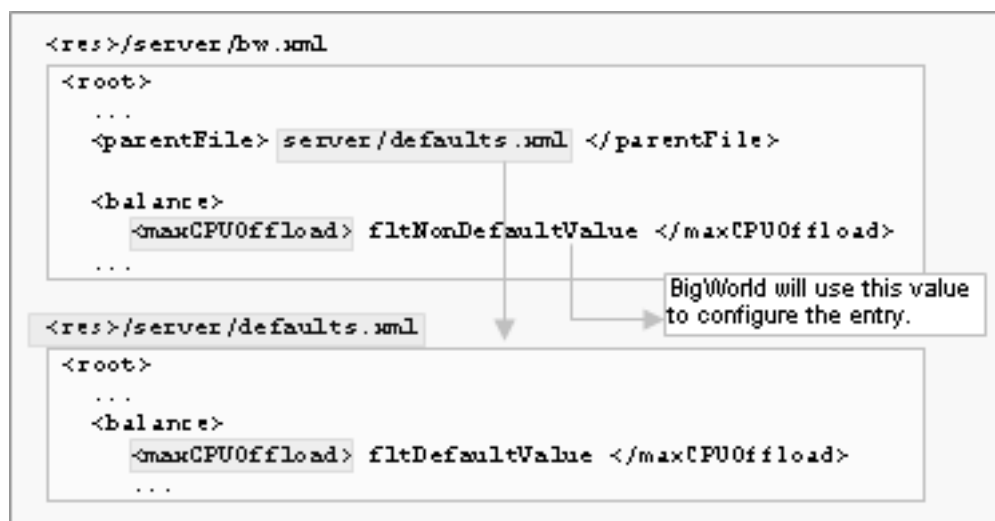 <res>/server/bw.xml
<root>
...
<parentFile> server/defaults.xml </parentFile>
<balance>
<maxCPUOffload> fltNonDefaultValue </maxCPUOffload>
...
BigWorld will use this value
to configure the entry.
<res>/server/defaults.xml
<root>
...
<balance>
<maxCPUOffload> fltDefaultValue </maxCPUOffload>
...